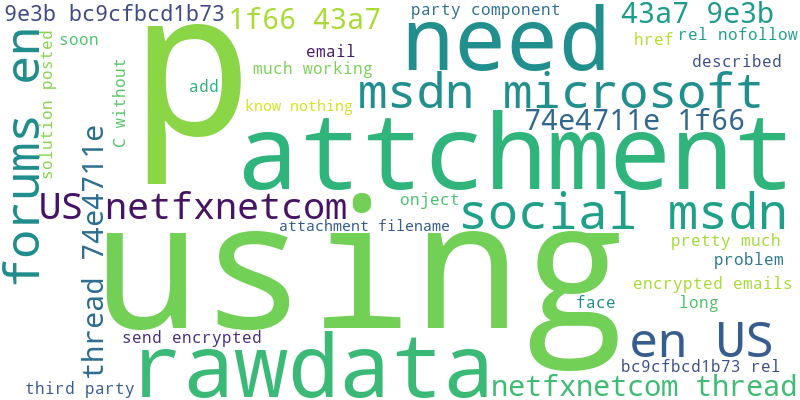 9e3b bc9cfbcd1b73
1f66 43a7
party component
43a7 9e3b
soon
p
need
href
rel nofollow
email
described
much working
add
msdn microsoft
solution posted
C without
know nothing
74e4711e 1f66
forums en
attchment
thread 74e4711e
US netfxnetcom
onject
social msdn
attachment filename
using
pretty much
problem
encrypted emails
face
long
send encrypted
rawdata
en US
bc9cfbcd1b73 rel
third party
netfxnetcom thread